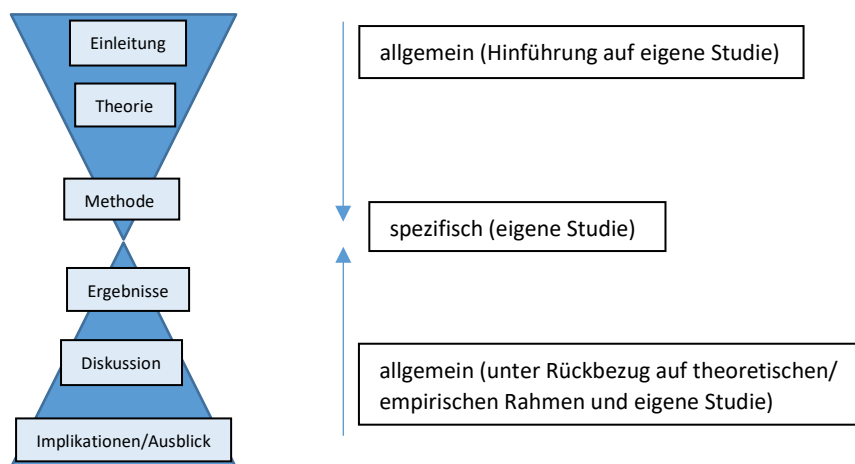 Einleitung
allgemein (Hinführung auf eigene Studie)
Theorie
Methode
spezifisch (eigene Studie)
Ergebnisse
Diskussion
allgemein (unter Rückbezug auf theoretischen/
empirischen Rahmen und eigene Studie)
Implikationen/Ausblick